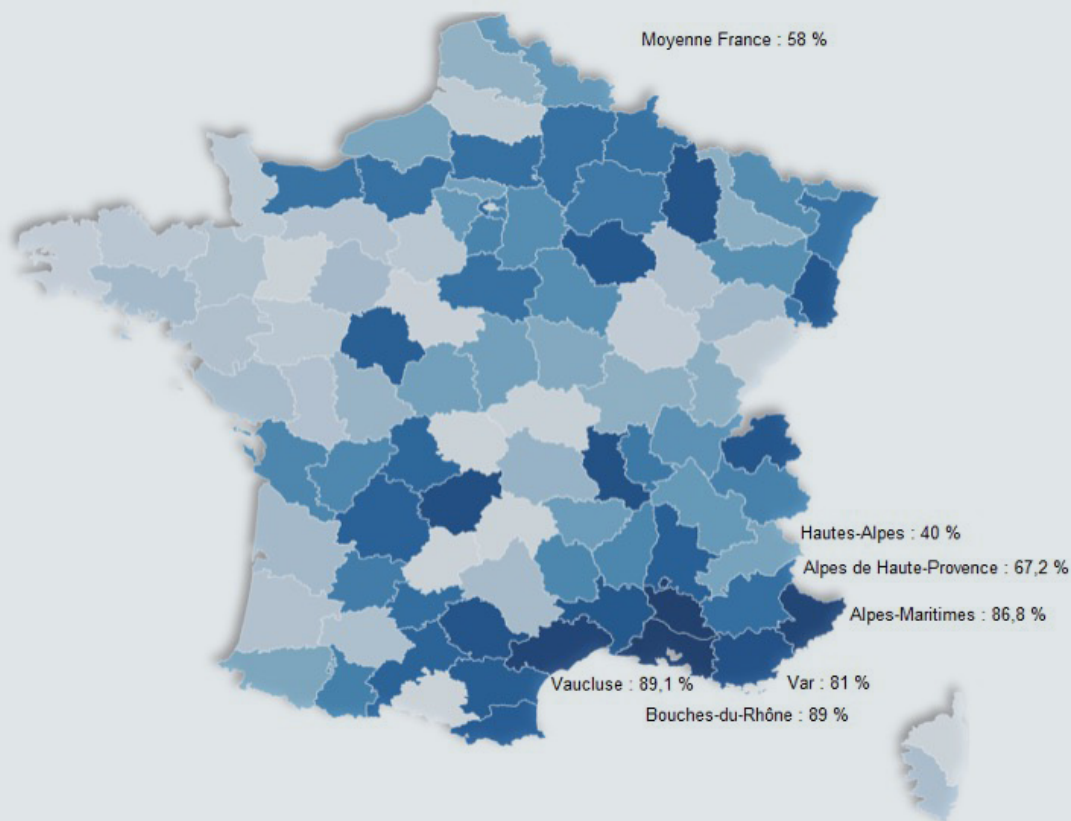 Moyenne France : 58 %
Hautes-Alpes : 40 %
Alpes de Haute-Provence : 67,2 %
Alpes-Maritimes : 86,8 %
Vaucluse : 89,1 %
Var : 81 %
Bouches-du-Rhône : 89 %